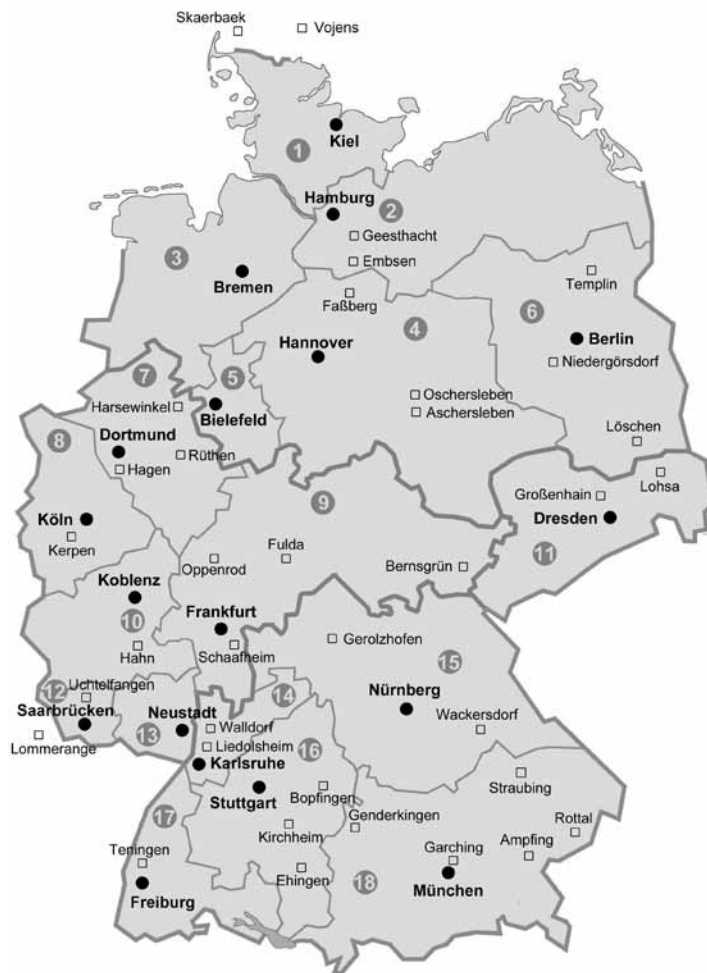 Skaerbaek
Vojens
Kiel
1
Hamburg
2
Geesthacht
3
Embsen
Bremen
Templin
Faßberg
6
4
Hannover
Berlin
Niedergörsdorf
7
5
Oschersleben
Harsewinkel
Aschersleben
Bielefeld
8
Dortmund
Löschen
Rüthen
Hagen
Lohsa
Großenhain
9
Köln
Dresden
Kerpen
Fulda
11
Oppenrod
Bernsgrün
Koblenz
Frankfurt
10
Gerolzhofen
Hahn
Schaafheim
15
12
Uchtelfangen
14
Nürnberg
Saarbrücken
Neustadt
Walldorf
Wackersdorf
13
Lommerange
Liedolsheim
16
Karlsruhe
Stuttgart
Bopfingen
Straubing
17
Genderkingen
Rottal
Kirchheim
Ampfing
Teningen
Garching
Ehingen
18
München
Freiburg